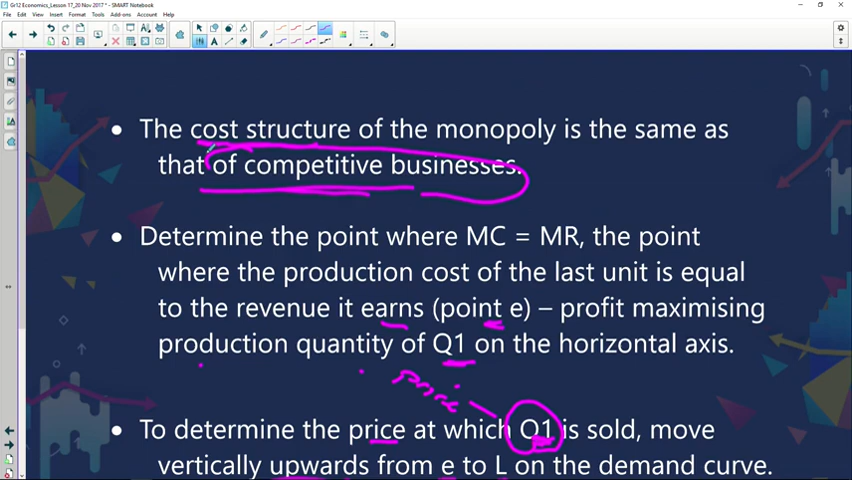 Gr12 Economics_Lesson 17_20 Nov 2017 * - SMART Notebook
File Edit View Insert Format Tools Add-ons Account Help
• The cost structure of the monopoly is the same as
that of competitive businesses.
• Determine the point where MC = MR, the point
where the production cost of the last unit is equal
to the revenue it earns (point e) – profit maximising
production quantity of Q1 on the horizontal axis.
price
• To determine the price at which Q1 is sold, move
vertically upwards from e to L on the demand curve.